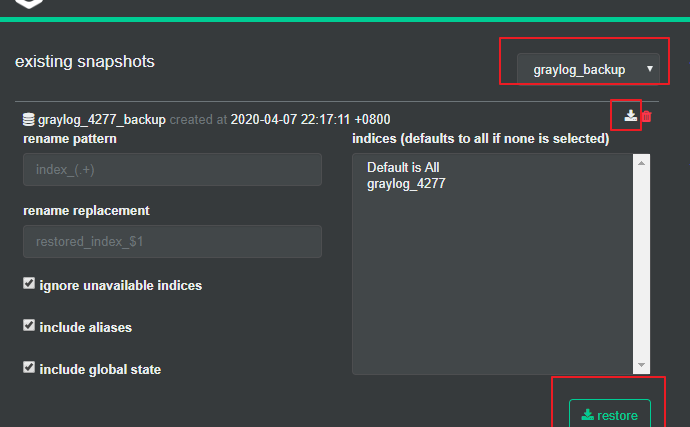 existing snapshots
graylog_backup
graylog_4277_backup created at 2020-04-07 22:17:11 +0800
rename pattern
index_(.+)
rename replacement
restored_index_$1
ignore unavailable indices
include aliases
include global state
indices (defaults to all if none is selected)
Default is All
graylog_4277
restore